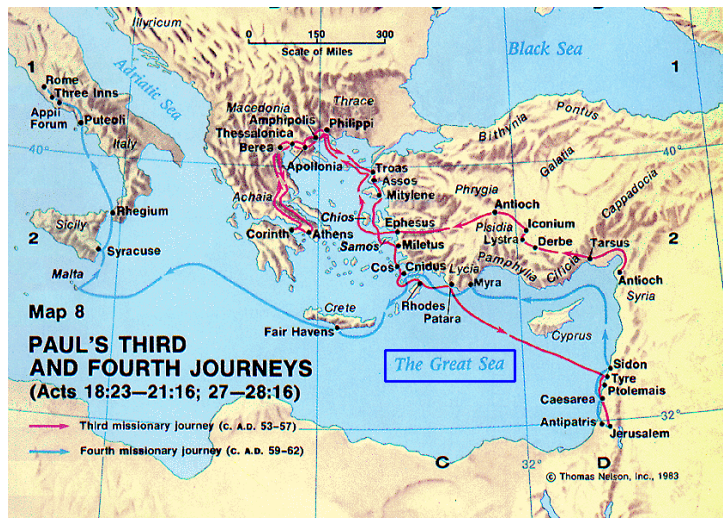 Illyricum
0 150 300
Scale of Miles
Black Sea
1
1
Rome
Three Inns
Appii
Forum
Puteoli
Adriatic Sea
Italy
Macedonia
Thrace
Amphipolis
Philippi
Thessalonica
Berea
Apollonia
Bithynia
Pontus
40°
40°
Galatia
Cappadocia
Troas
Assos
Mitylene
Phrygia
Antioch
Achaia
Chios
Ephesus
Pisidia
Iconium
Lystra
Derbe
Tarsus
Rhegium
Sicily
2
2
Syracuse
Corinth
Athens
Samos
Miletus
Pamphylia
Cilicia
Antioch
Syria
Malta
Cos
Cnidus
Lycia
Myra
Rhodes
Patara
Crete
Fair Havens
Cyprus
Map 8
PAUL'S THIRD
AND FOURTH JOURNEYS
(Acts 18:23—21:16; 27—28:16)
The Great Sea
Sidon
Tyre
Ptolemais
Caesarea
Antipatris
Jerusalem
32°
Third missionary journey (C. A.D. 53-57)
Fourth missionary journey (C. A.D. 59-62)
C
32°
D
© Thomas Nelson, Inc., 1983